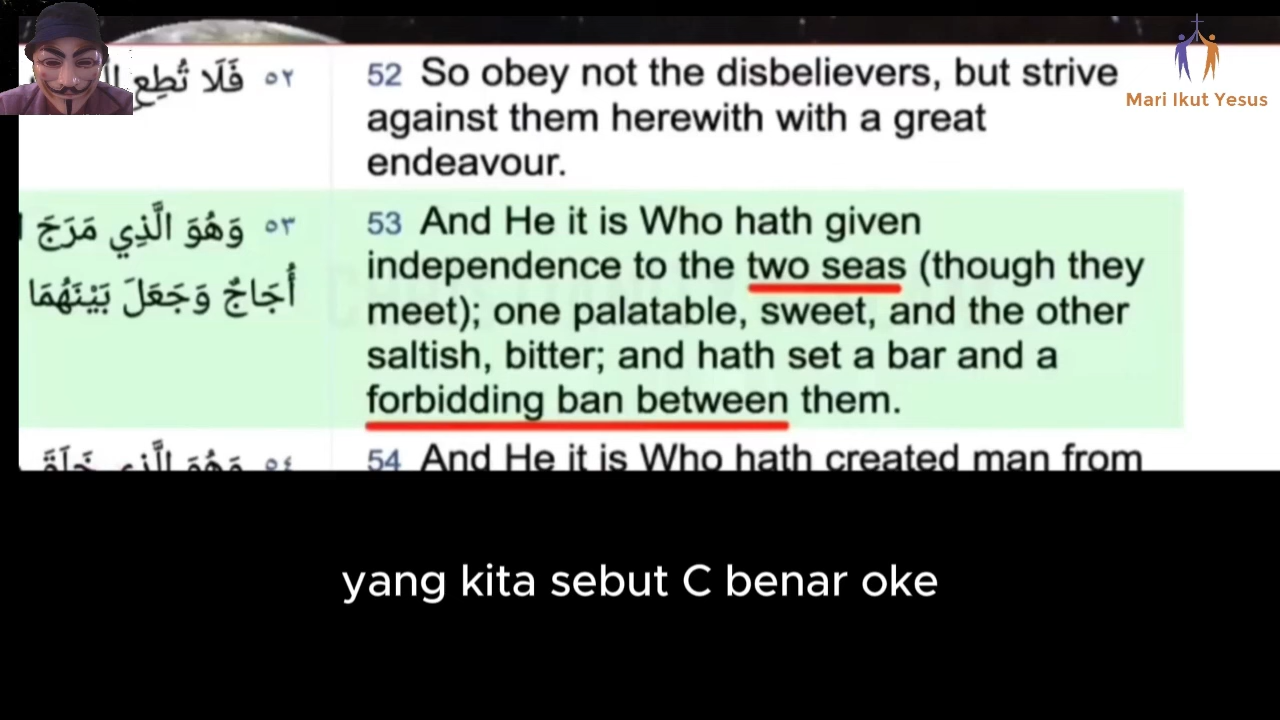 Mari Ikut Yesus
٥٢ فَلَا تُطِعِ
52 So obey not the disbelievers, but strive
against them herewith with a great
endeavour.
٥٣ وَهُوَ الَّذِي مَرَجَ
أُجَاجٌ وَجَعَلَ بَيْنَهُمَا
53 And He it is Who hath given
independence to the two seas (though they
meet); one palatable, sweet, and the other
saltish, bitter; and hath set a bar and a
forbidding ban between them.
٥٤ وَهُوَ الَّذِي خَلَقَ
54 And He it is Who hath created man from
yang kita sebut C benar oke